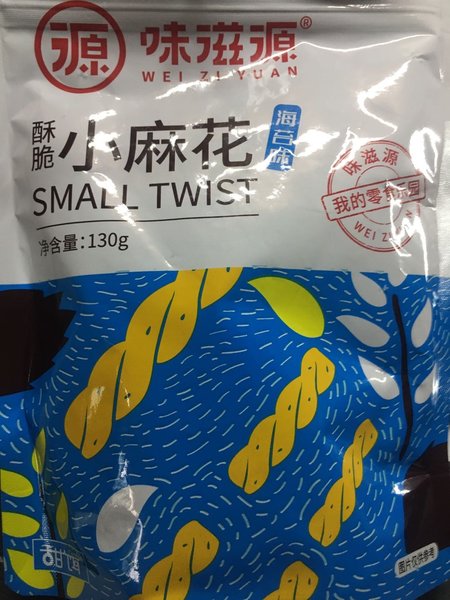 源 味滋源®
WEI ZI YUAN
酥脆 小麻花 海苔味
SMALL TWIST
净含量:130g
味滋源
我的零食乐园
WEI ZI YUAN
甜饵
图片仅供参考